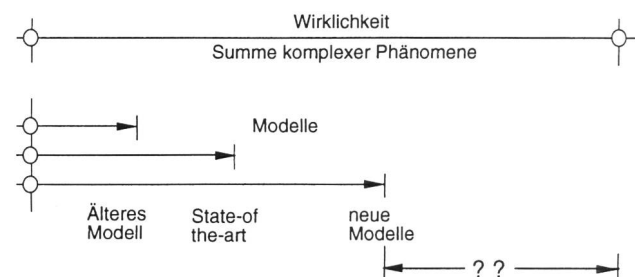 Wirklichkeit
Summe komplexer Phänomene
Modelle
Älteres
Modell
State-of
the-art
neue
Modelle
? ?